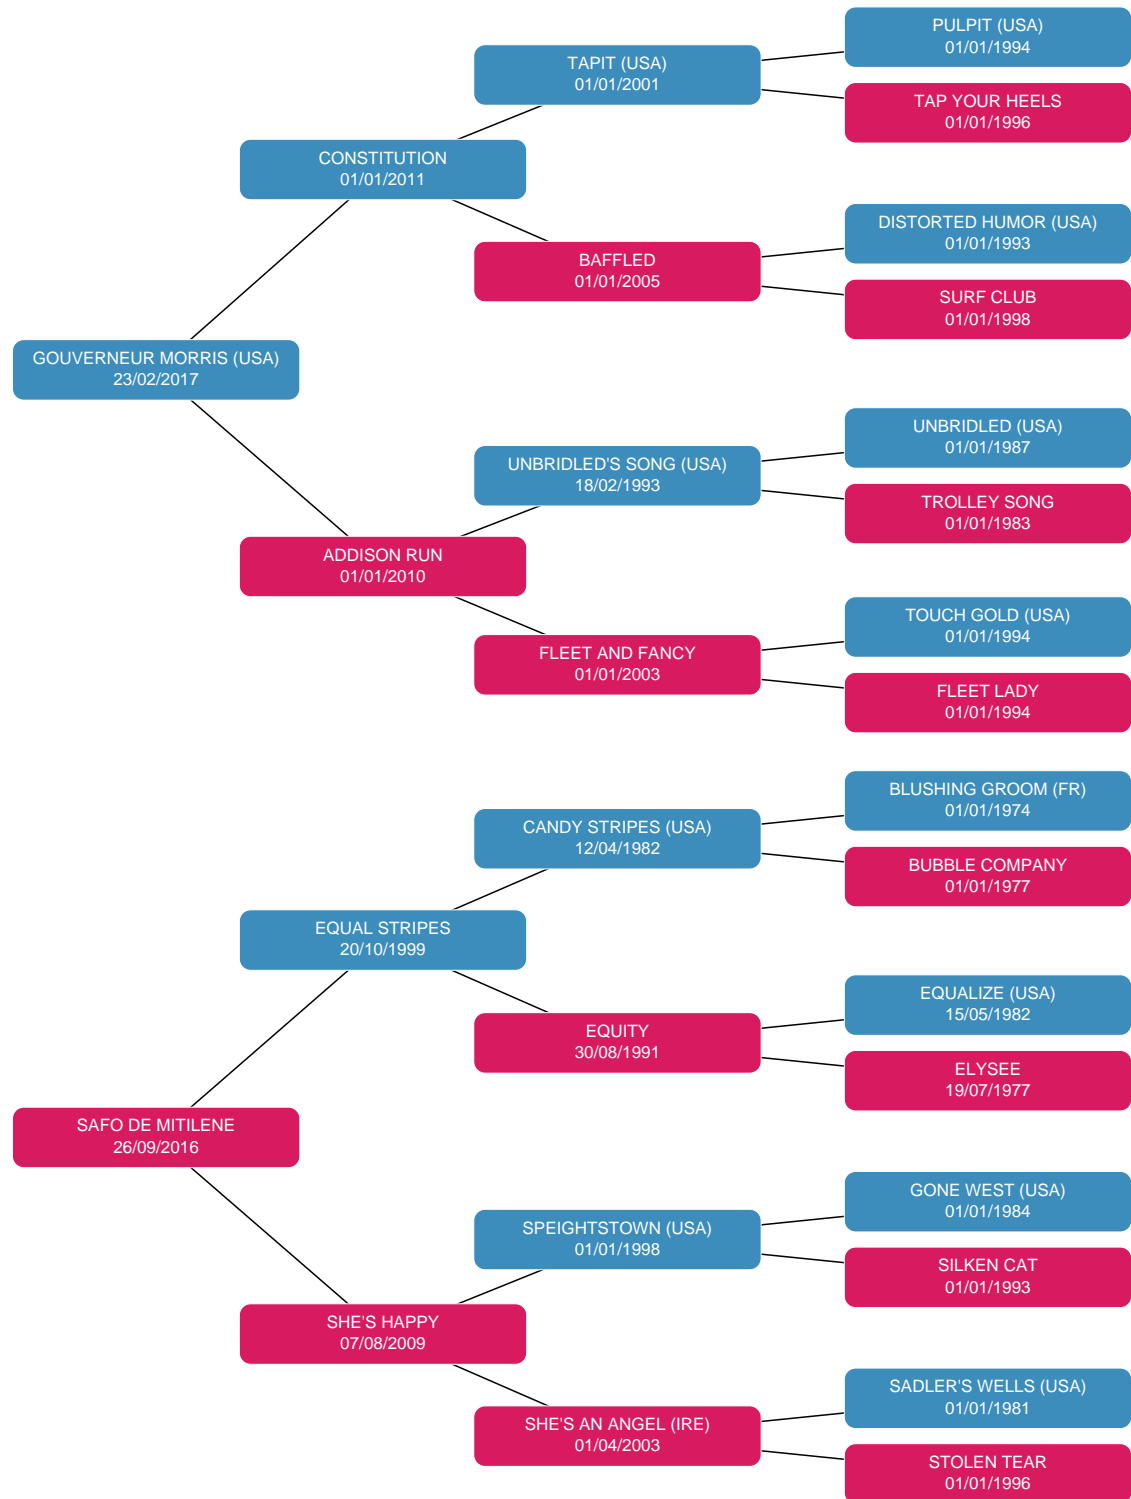 PULPIT (USA)
01/01/1994
TAPIT (USA)
01/01/2001
TAP YOUR HEELS
01/01/1996
CONSTITUTION
01/01/2011
DISTORTED HUMOR (USA)
01/01/1993
BAFFLED
01/01/2005
SURF CLUB
01/01/1998
GOUVERNEUR MORRIS (USA)
23/02/2017
UNBRIDLED (USA)
01/01/1987
UNBRIDLED'S SONG (USA)
18/02/1993
TROLLEY SONG
01/01/1983
ADDISON RUN
01/01/2010
TOUCH GOLD (USA)
01/01/1994
FLEET AND FANCY
01/01/2003
FLEET LADY
01/01/1994
BLUSHING GROOM (FR)
01/01/1974
CANDY STRIPES (USA)
12/04/1982
BUBBLE COMPANY
01/01/1977
EQUAL STRIPES
20/10/1999
EQUALIZE (USA)
15/05/1982
EQUITY
30/08/1991
ELYSEE
19/07/1977
SAFO DE MITILENE
26/09/2016
GONE WEST (USA)
01/01/1984
SPEIGHTSTOWN (USA)
01/01/1998
SILKEN CAT
01/01/1993
SHE'S HAPPY
07/08/2009
SADLER'S WELLS (USA)
01/01/1981
SHE'S AN ANGEL (IRE)
01/04/2003
STOLEN TEAR
01/01/1996